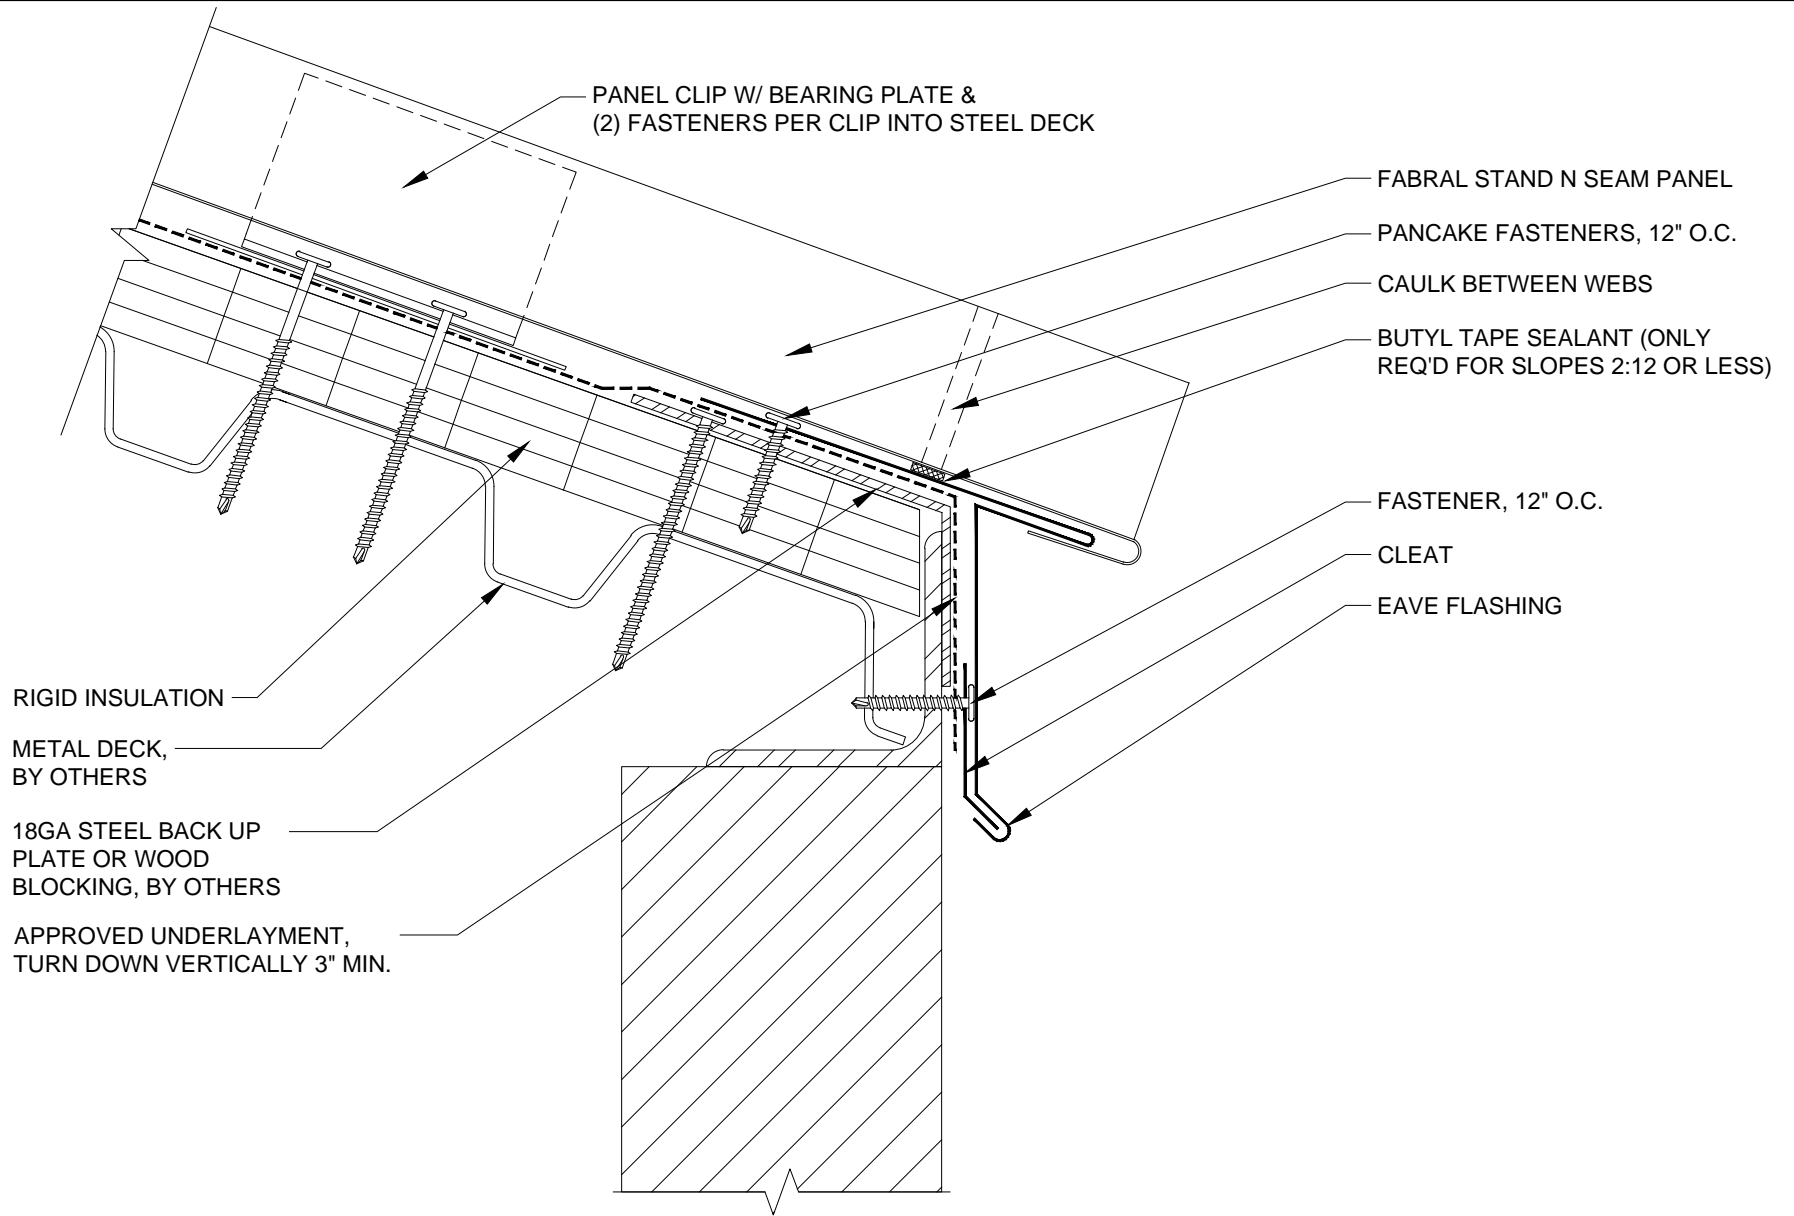 PANEL CLIP W/ BEARING PLATE &
(2) FASTENERS PER CLIP INTO STEEL DECK
FABRAL STAND N SEAM PANEL
PANCAKE FASTENERS, 12" O.C.
CAULK BETWEEN WEBS
BUTYL TAPE SEALANT (ONLY
REQ'D FOR SLOPES 2:12 OR LESS)
FASTENER, 12" O.C.
CLEAT
EAVE FLASHING
RIGID INSULATION
METAL DECK,
BY OTHERS
18GA STEEL BACK UP
PLATE OR WOOD
BLOCKING, BY OTHERS
APPROVED UNDERLAYMENT,
TURN DOWN VERTICALLY 3" MIN.